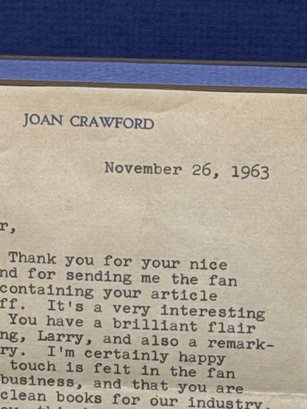 JOAN CRAWFORD
November 26, 1963
r,
Thank you for your nice
nd for sending me the fan
containing your article
ff. It's a very interesting
You have a brilliant flair
ng, Larry, and also a remark-
ry. I'm certainly happy
touch is felt in the fan
business, and that you are
clean books for our industry.